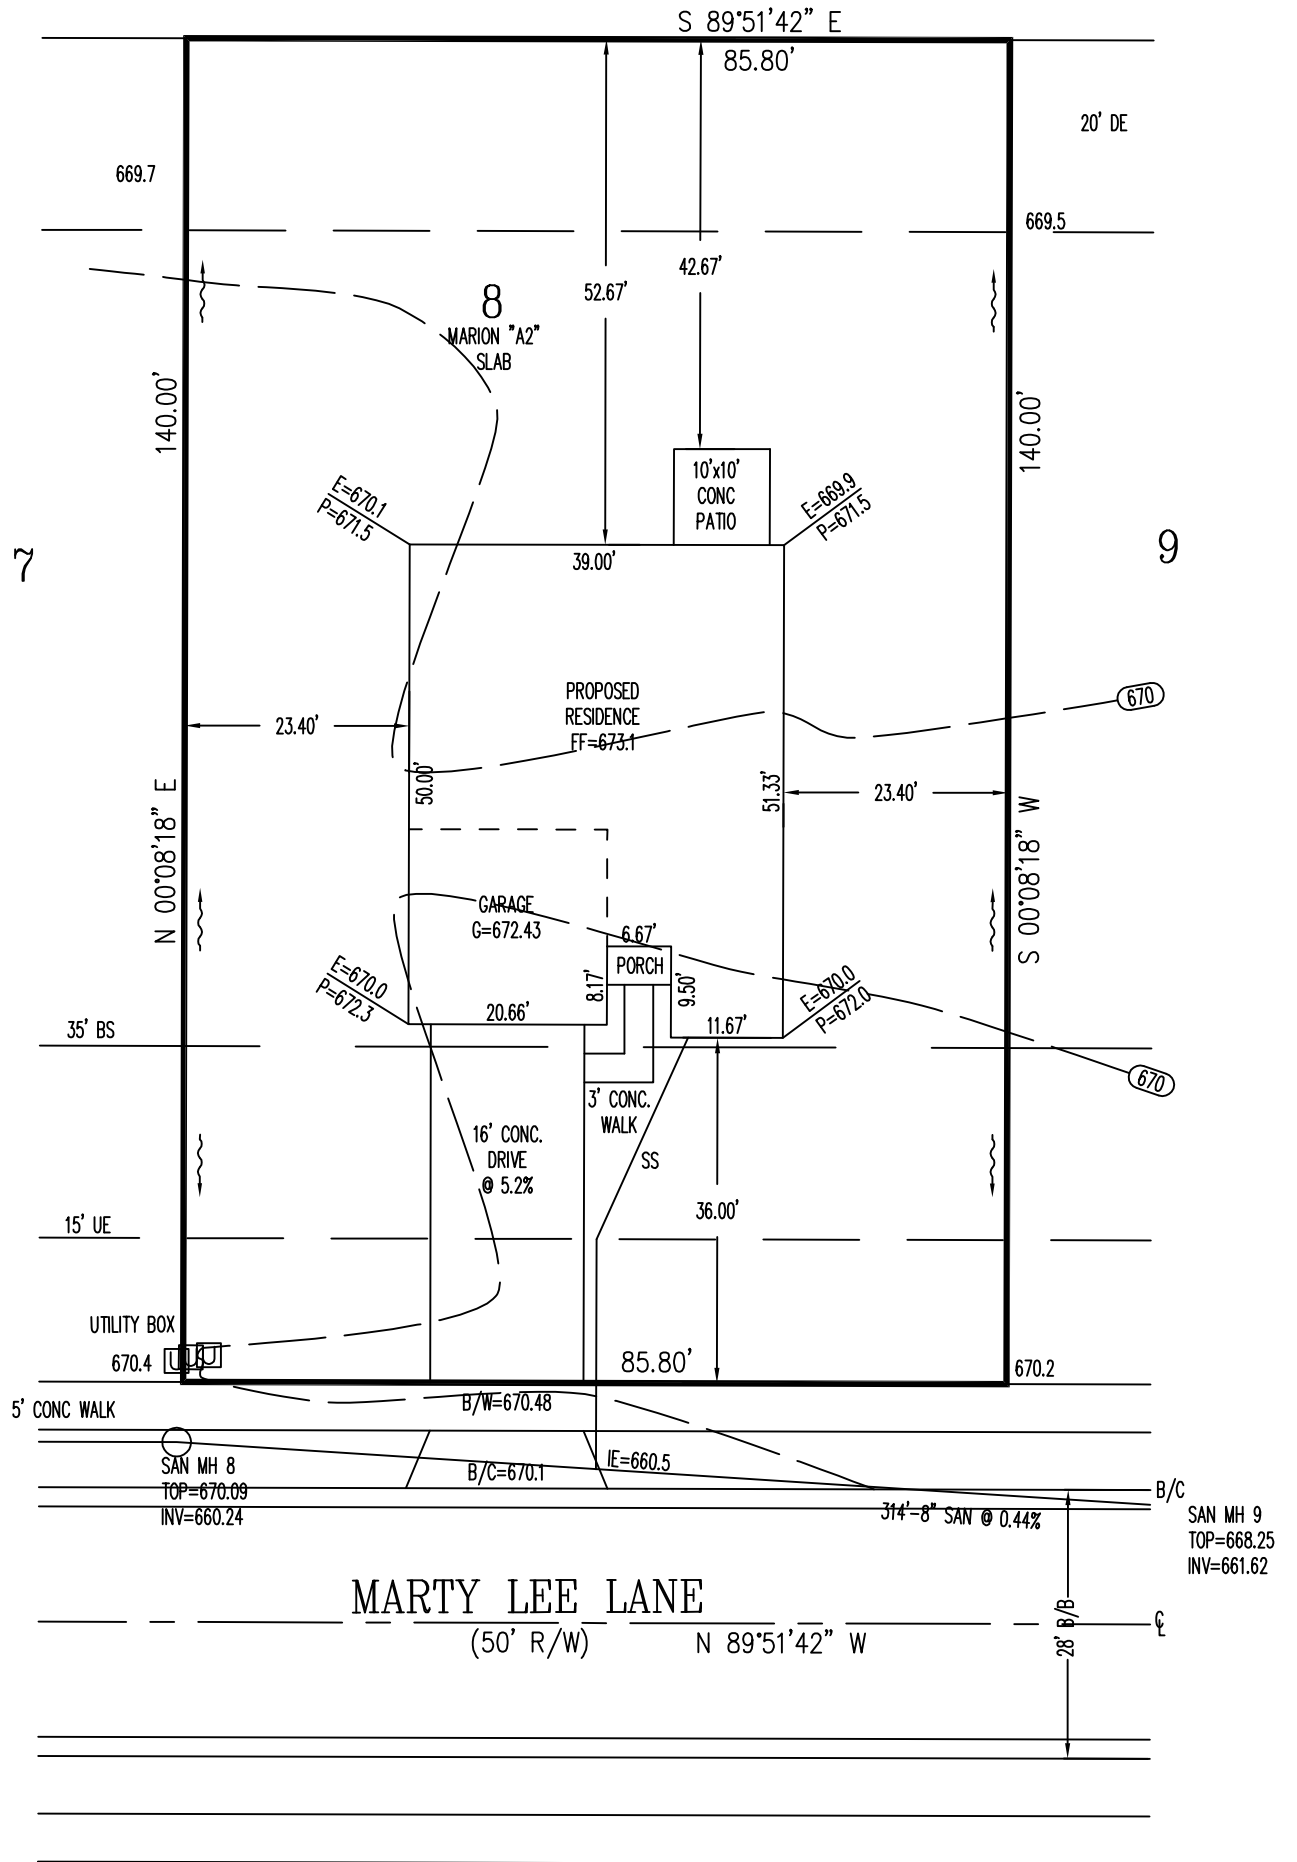 S 89°51'42" E
85.80'
20' DE
669.7
669.5
42.67'
52.67'
8
MARION "A2"
SLAB
140.00'
140.00'
10'x10'
CONC
PATIO
E=670.1
P=671.5
E=669.9
P=671.5
7
9
39.00'
670
PROPOSED
RESIDENCE
FF=673.1
23.40'
50.00'
51.33'
23.40'
N 00°08'18" E
S 00°08'18" W
GARAGE
G=672.43
6.67'
PORCH
8.17'
9.50'
E=670.0
P=672.3
E=670.0
P=672.0
20.66'
11.67'
35' BS
670
3' CONC.
WALK
16' CONC.
DRIVE
@ 5.2%
SS
36.00'
15' UE
UTILITY BOX
U U U
670.4
85.80'
670.2
B/W=670.48
5' CONC WALK
SAN MH 8
TOP=670.09
INV=660.24
B/C=670.1
IE=660.5
B/C
314'-8" SAN @ 0.44%
SAN MH 9
TOP=668.25
INV=661.62
MARTY LEE LANE
(50' R/W) N 89°51'42" W
28' B/B
CL